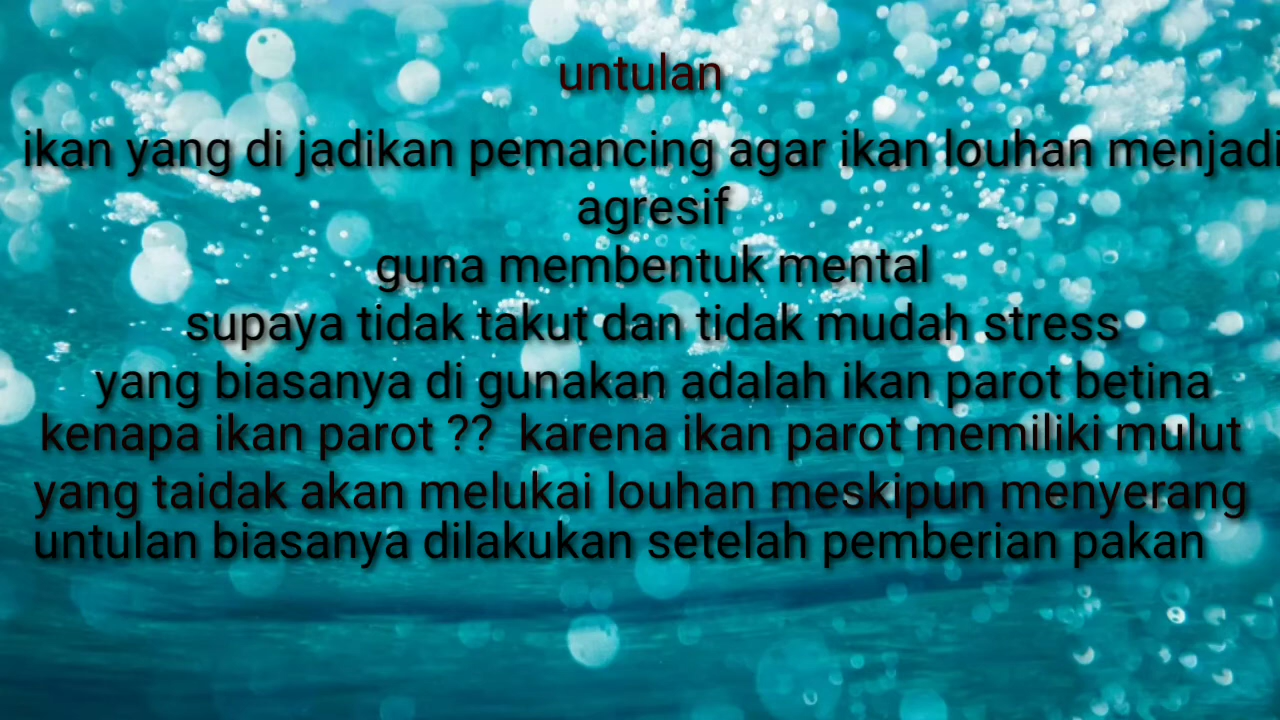 untulan
ikan yang di jadikan pemancing agar ikan louhan menjadi
agresif
guna membentuk mental
supaya tidak takut dan tidak mudah stress
yang biasanya di gunakan adalah ikan parot betina
kenapa ikan parot ?? karena ikan parot memiliki mulut
yang taidak akan melukai louhan meskipun menyerang
untulan biasanya dilakukan setelah pemberian pakan